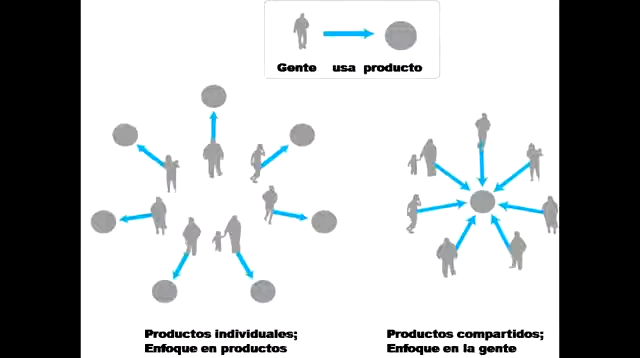 Gente usa producto
Productos individuales;
Enfoque en productos
Productos compartidos;
Enfoque en la gente